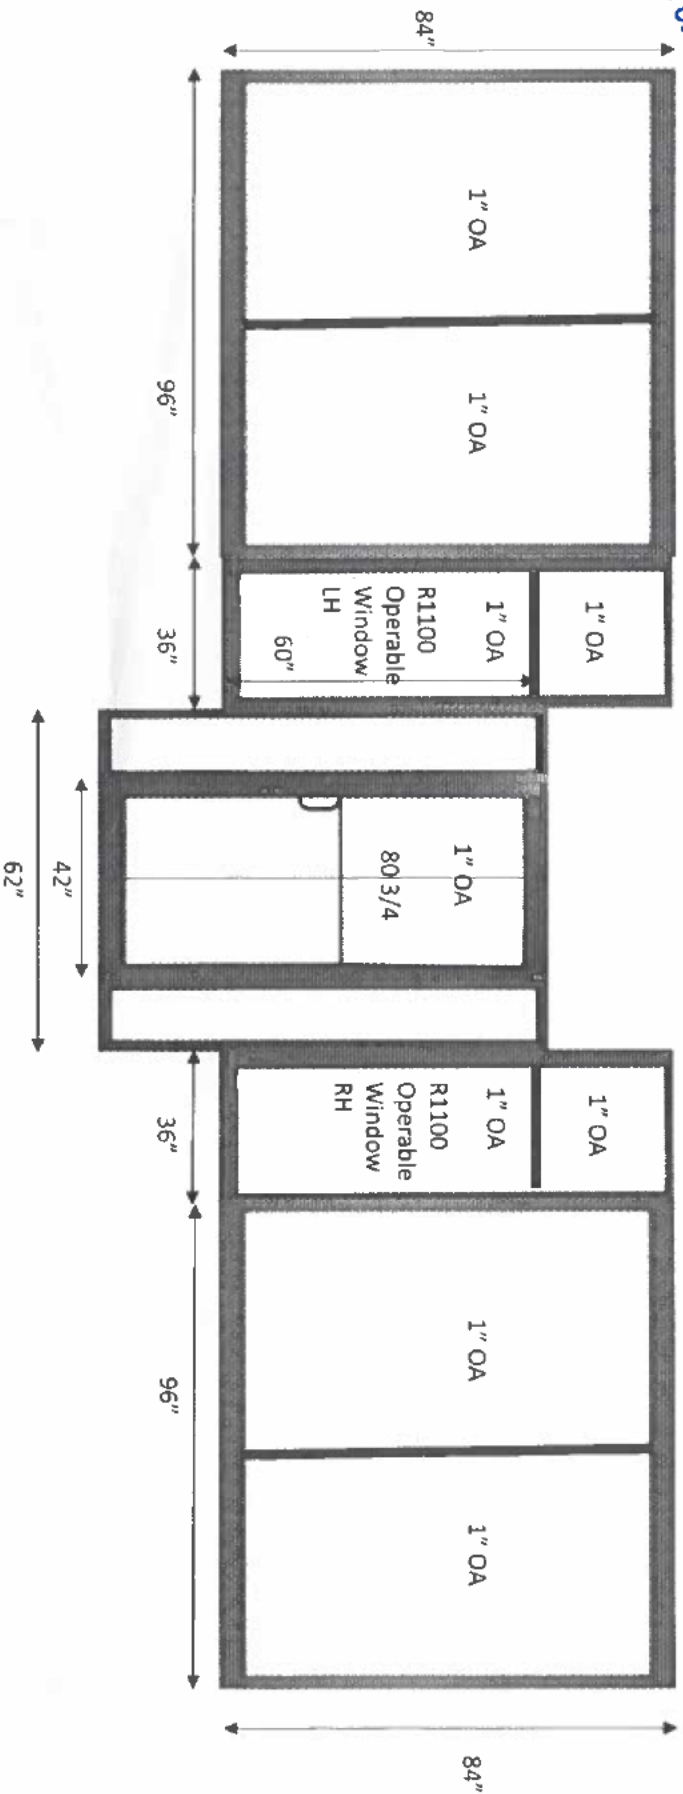 84"
1" OA
1" OA
96"
1" OA
1" OA
R1100
Operable
Window
LH
60"
36"
1" OA
80 3/4
42"
62"
1" OA
1" OA
R1100
Operable
Window
RH
36"
1" OA
1" OA
96"
84"